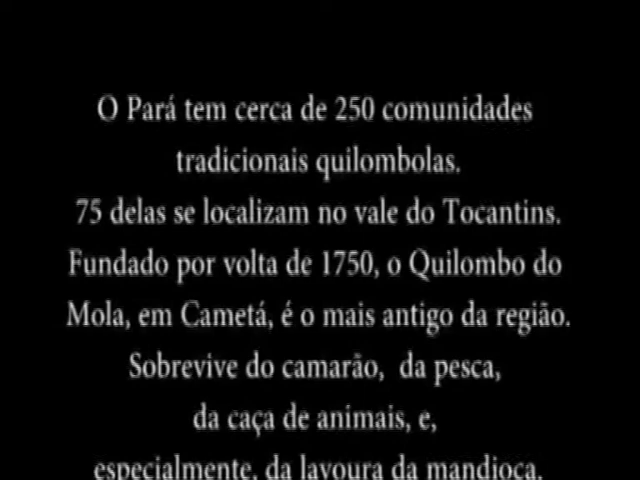 O Pará tem cerca de 250 comunidades
tradicionais quilombolas.
75 delas se localizam no vale do Tocantins.
Fundado por volta de 1750, o Quilombo do
Mola, em Cametá, é o mais antigo da região.
Sobrevive do camarão, da pesca,
da caça de animais, e,
especialmente, da lavoura da mandioca.